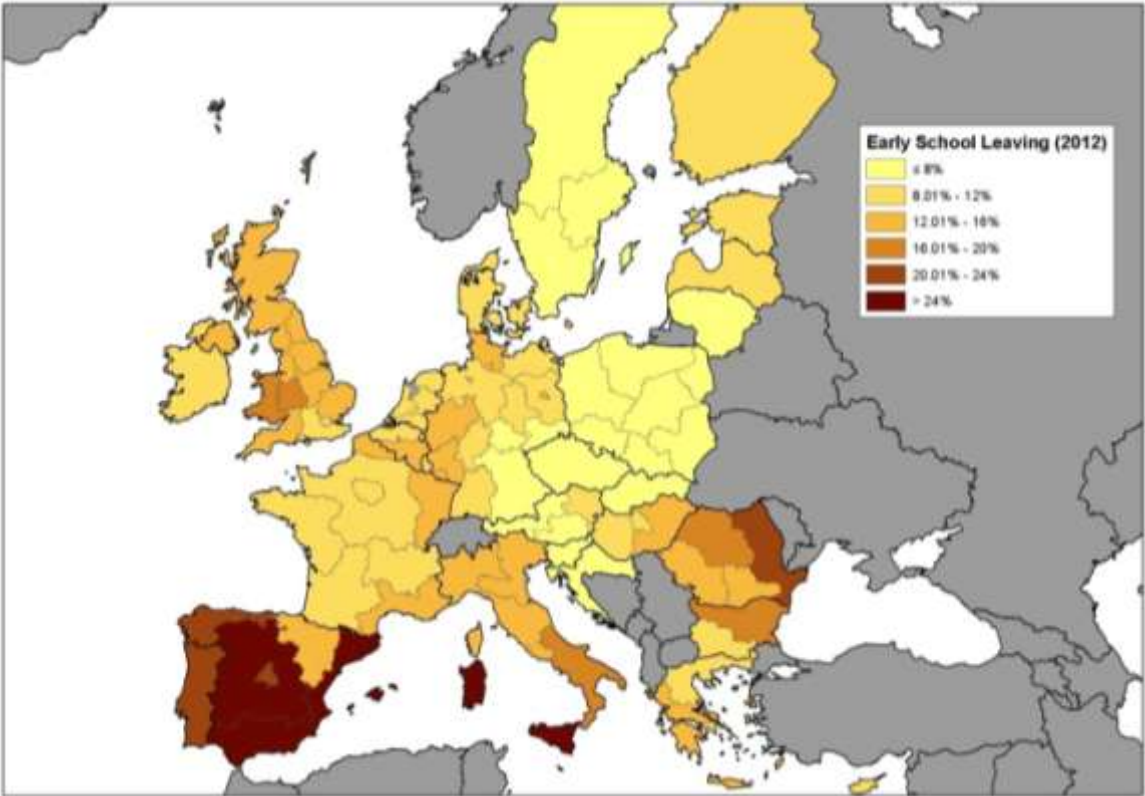 Early School Leaving (2012)
≤ 8%
8.01% - 12%
12.01% - 16%
16.01% - 20%
20.01% - 24%
> 24%